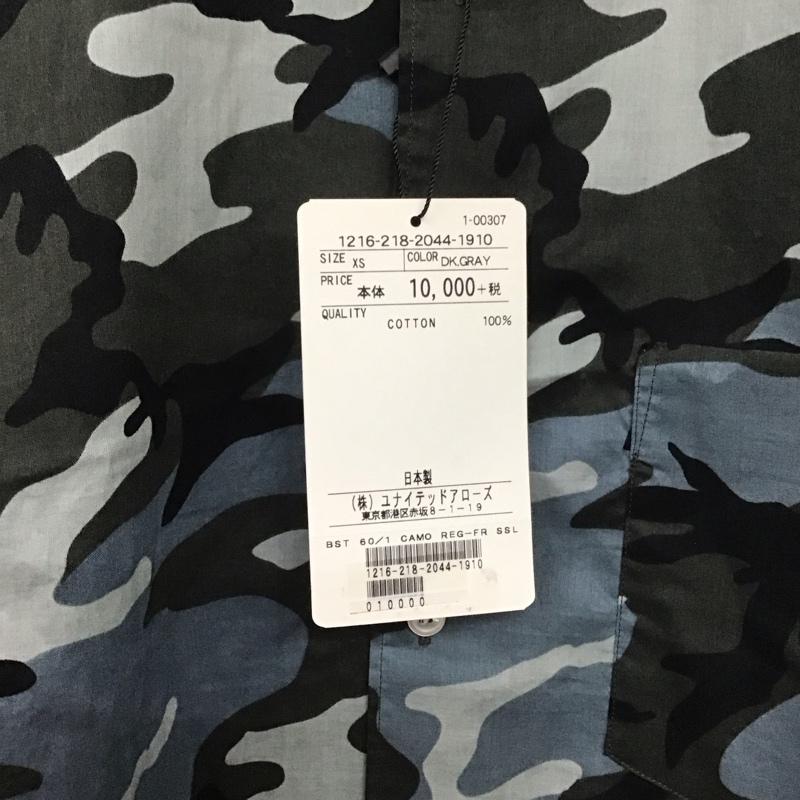 1-00307
1216-218-2044-1910
SIZE XS COLOR DK.GRAY
PRICE 本体 10,000+税
QUALITY
COTTON 100%
日本製
(株) ユナイテッドアローズ
東京都港区赤坂8-1-19
BST 60/1 CAMO REG-FR SSL
1216-218-2044-1910
010000